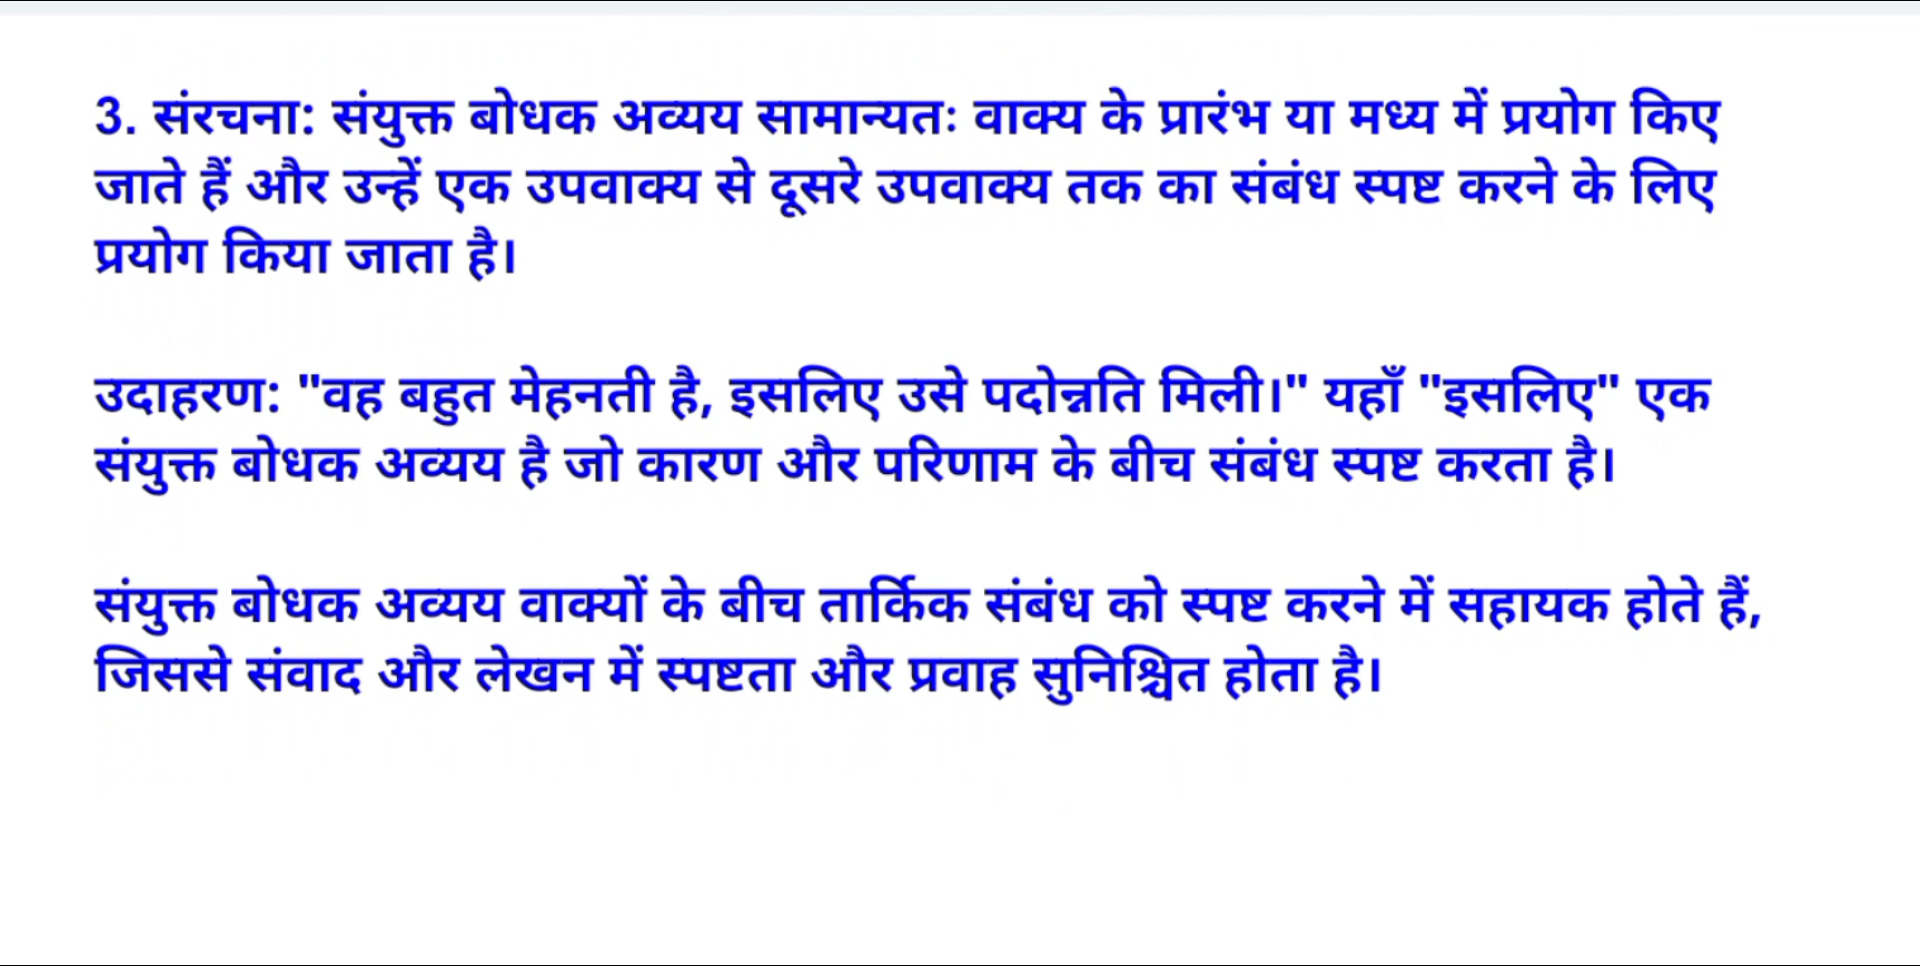 3. संरचना: संयुक्त बोधक अव्यय सामान्यतः वाक्य के प्रारंभ या मध्य में प्रयोग किए
जाते हैं और उन्हें एक उपवाक्य से दूसरे उपवाक्य तक का संबंध स्पष्ट करने के लिए
प्रयोग किया जाता है।
उदाहरण: "वह बहुत मेहनती है, इसलिए उसे पदोन्नति मिली।" यहाँ "इसलिए" एक
संयुक्त बोधक अव्यय है जो कारण और परिणाम के बीच संबंध स्पष्ट करता है।
संयुक्त बोधक अव्यय वाक्यों के बीच तार्किक संबंध को स्पष्ट करने में सहायक होते हैं,
जिससे संवाद और लेखन में स्पष्टता और प्रवाह सुनिश्चित होता है।